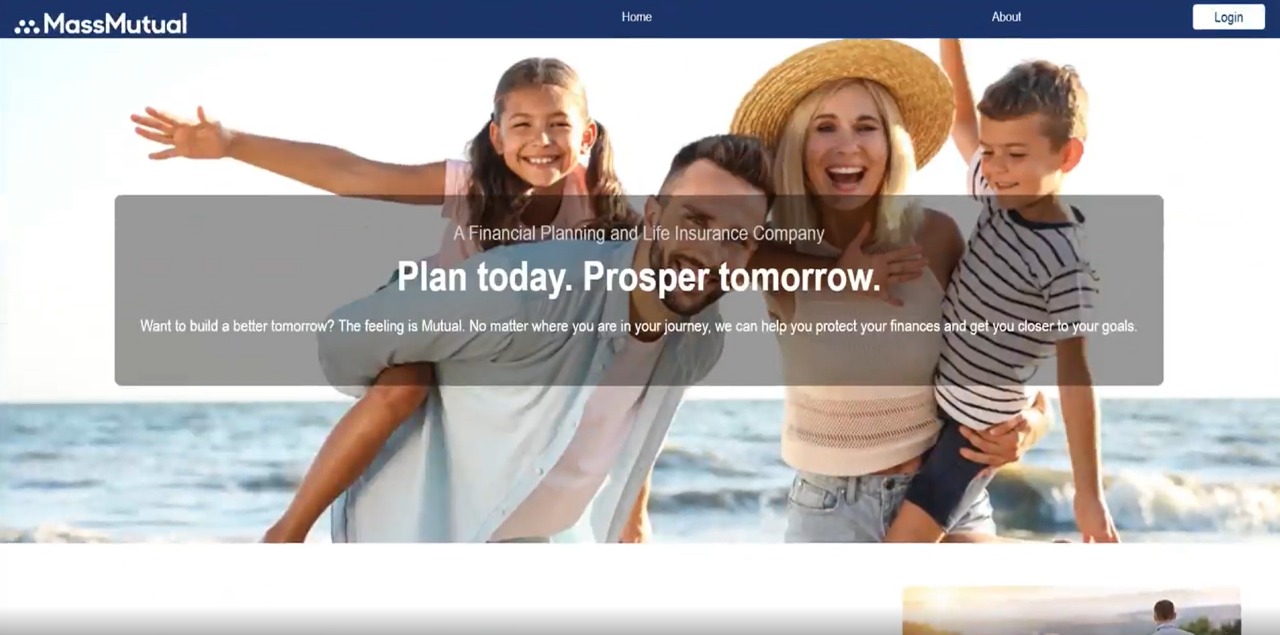 MassMutual
Home
About
Login
A Financial Planning and Life Insurance Company
Plan today. Prosper tomorrow.
Want to build a better tomorrow? The feeling is Mutual. No matter where you are in your journey, we can help you protect your finances and get you closer to your goals.